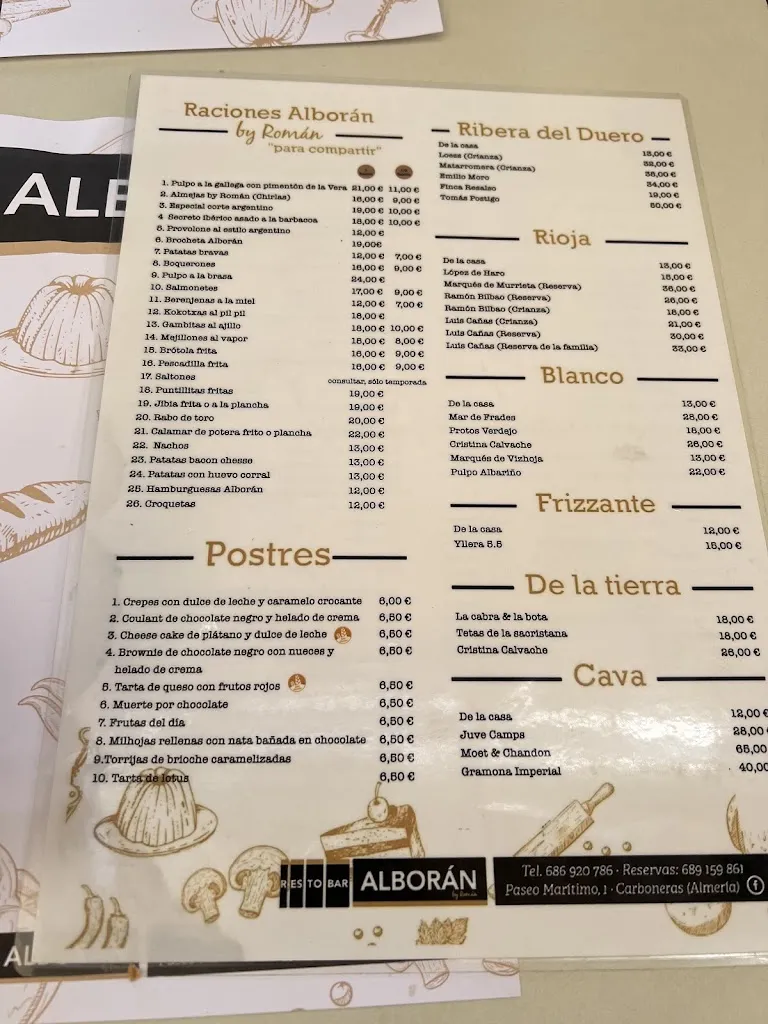 ALB
Raciones Alborán
by Román
"para compartir"
1. Pulpo a la gallega con pimentón de la Vera 21,00 € 11,00 €
2. Almejas by Román (Chirlas) 16,00 € 9,00 €
3. Especial corte argentino 19,00 € 10,00 €
4 Secreto ibérico asado a la barbacoa 18,00 € 10,00 €
5. Provolone al estilo argentino 12,00 €
6. Brocheta Alborán 19,00€
7. Patatas bravas 12,00 € 7,00 €
8. Boquerones 16,00 € 9,00 €
9. Pulpo a la brasa 24,00 €
10. Salmonetes 17,00 € 9,00 €
11. Berenjenas a la miel 12,00 € 7,00 €
12. Kokotxas al pil pil 18,00 €
13. Gambitas al ajillo 18,00 € 10,00 €
14. Mejillones al vapor 15,00 € 8,00 €
15. Brótola frita 16,00 € 9,00 €
16. Pescadilla frita 16,00 € 9,00 €
17. Saltones consultar, sólo temporada
18. Puntillitas fritas 19,00 €
19. Jibia frita o a la plancha 19,00 €
20. Rabo de toro 20,00 €
21. Calamar de potera frito o plancha 22,00 €
22. Nachos 13,00 €
23. Patatas bacon chesse 13,00 €
24. Patatas con huevo corral 13,00 €
25. Hamburguesas Alborán 12,00 €
26. Croquetas 12,00 €
Postres
1. Crepes con dulce de leche y caramelo crocante 6,00 €
2. Coulant de chocolate negro y helado de crema 6,50 €
3. Cheese cake de plátano y dulce de leche 6,50 €
4. Brownie de chocolate negro con nueces y 6,50 €
helado de crema
5. Tarta de queso con frutos rojos 6,50 €
6. Muerte por chocolate 6,50 €
7. Frutas del día 6,50 €
8. Milhojas rellenas con nata bañada en chocolate 6,50 €
9.Torrijas de brioche caramelizadas 6,50 €
10. Tarta de lotus 6,50 €
Ribera del Duero
De la casa 13,00 €
Loess (Crianza) 32,00 €
Matarromera (Crianza) 35,00 €
Emilio Moro 34,00 €
Finca Resalso 19,00 €
Tomás Postigo 50,00 €
Rioja
De la casa 13,00 €
López de Haro 15,00 €
Marqués de Murrieta (Reserva) 35,00 €
Ramón Bilbao (Reserva) 26,00 €
Ramón Bilbao (Crianza) 18,00 €
Luis Cañas (Crianza) 21,00 €
Luis Cañas (Reserva) 30,00 €
Luis Cañas (Reserva de la familia) 33,00 €
Blanco
De la casa 13,00 €
Mar de Frades 28,00 €
Protos Verdejo 16,00 €
Cristina Calvache 26,00 €
Marqués de Vizhoja 13,00 €
Pulpo Albariño 22,00 €
Frizzante
De la casa 12,00 €
Yllera 5.5 15,00 €
De la tierra
La cabra & la bota 18,00 €
Tetas de la sacristana 18,00 €
Cristina Calvache 26,00 €
Cava
De la casa 12,00 €
Juve Camps 28,00
Moet & Chandon 65,00
Gramona Imperial 40,00
RESTO BAR ALBORÁN
by Román
Tel. 686 920 786 · Reservas: 689 159 861
Paseo Marítimo, 1 · Carboneras (Almería)
AL